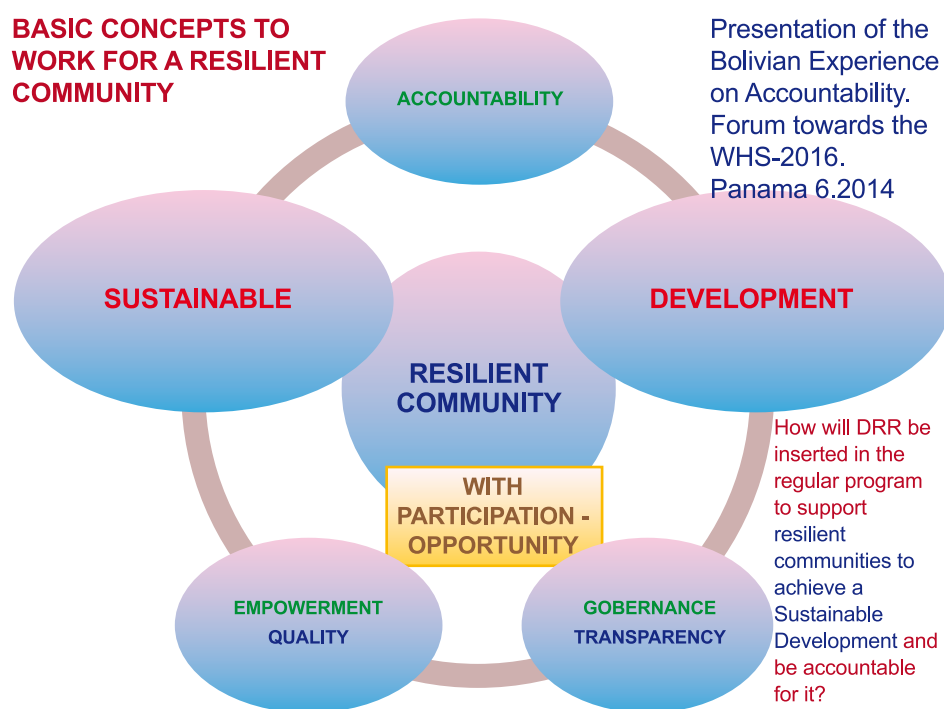 BASIC CONCEPTS TO
WORK FOR A RESILIENT
COMMUNITY
Presentation of the
Bolivian Experience
on Accountability.
Forum towards the
WHS-2016.
Panama 6.2014
ACCOUNTABILITY
SUSTAINABLE
DEVELOPMENT
RESILIENT
COMMUNITY
WITH
PARTICIPATION -
OPPORTUNITY
EMPOWERMENT
QUALITY
GOBERNANCE
TRANSPARENCY
How will DRR be
inserted in the
regular program
to support
resilient
communities to
achieve a
Sustainable
Development and
be accountable
for it?